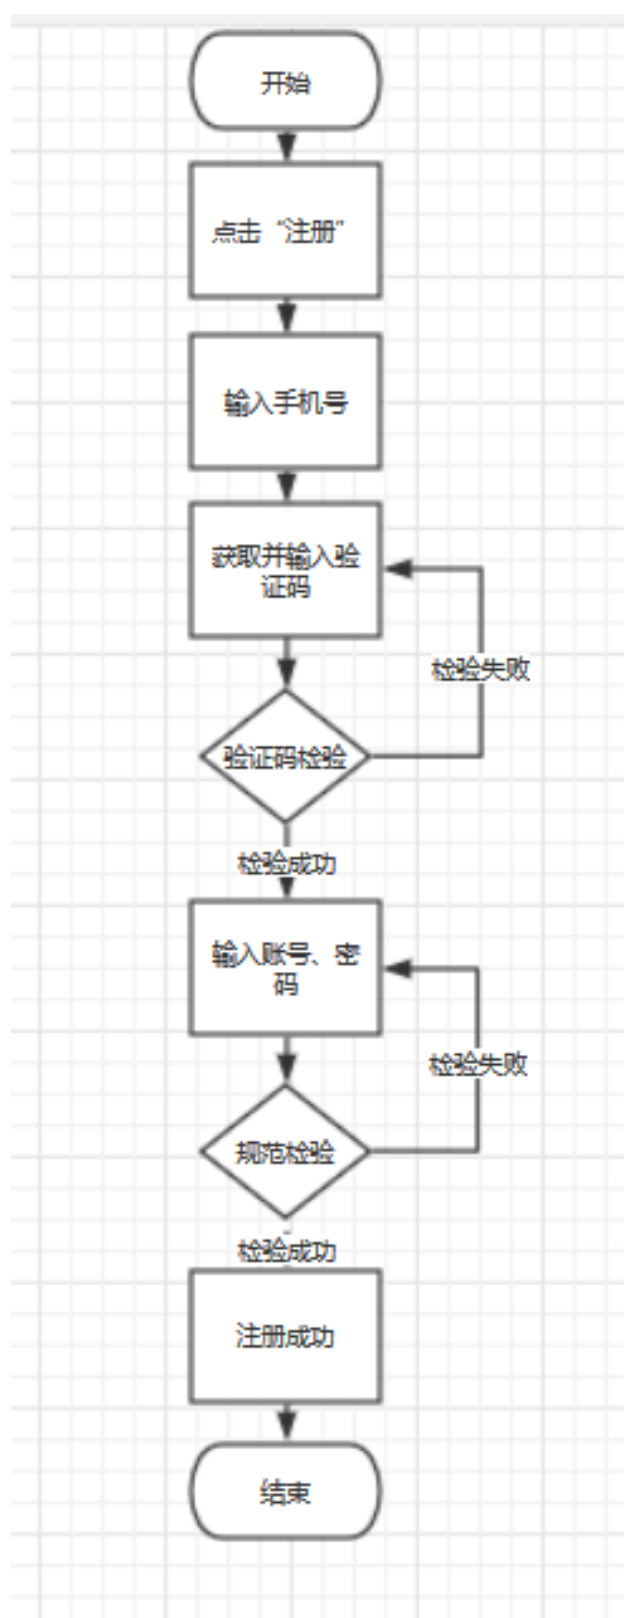 开始
点击“注册”
输入手机号
获取并输入验
证码
检验失败
验证码检验
检验成功
输入账号、密
码
检验失败
规范检验
检验成功
注册成功
结束